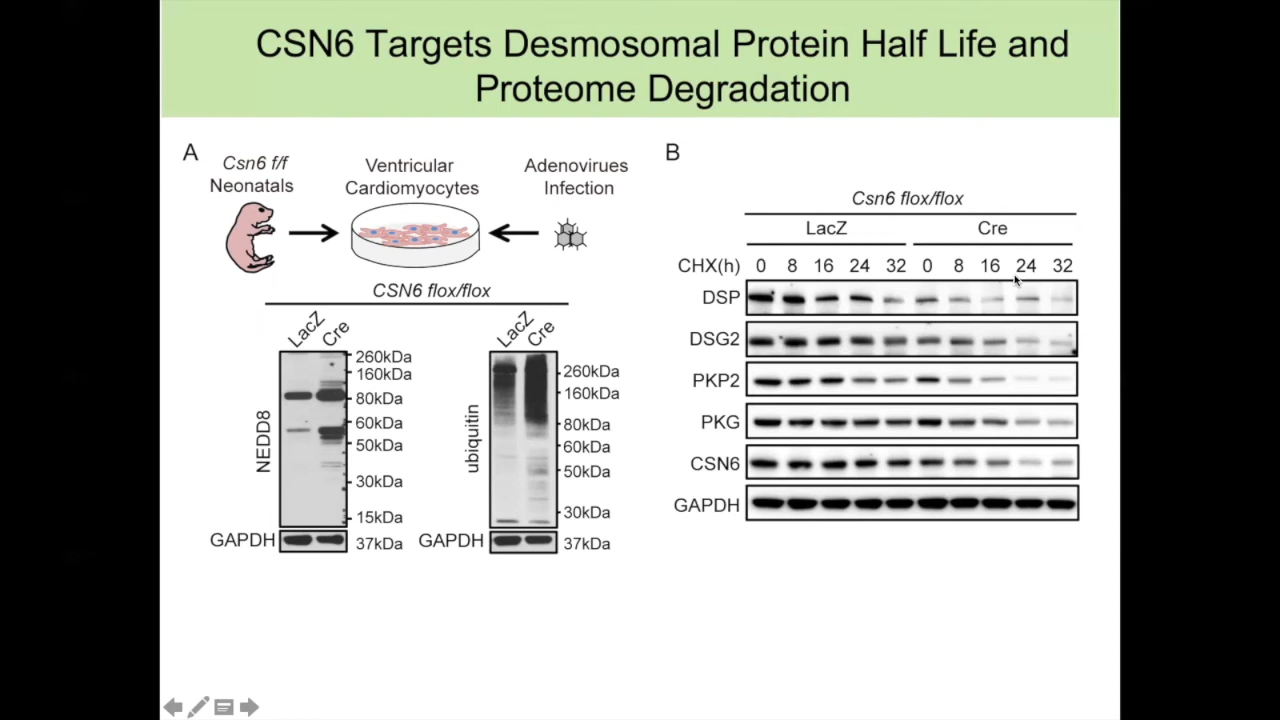 CSN6 Targets Desmosomal Protein Half Life and
Proteome Degradation
A
Csn6 f/f
Neonatals
Ventricular
Cardiomyocytes
Adenovirues
Infection
CSN6 flox/flox
LacZ Cre
NEDD8
260kDa
160kDa
80kDa
60kDa
50kDa
30kDa
15kDa
GAPDH 37kDa
LacZ Cre
ubiquitin
260kDa
160kDa
80kDa
60kDa
50kDa
30kDa
GAPDH 37kDa
B
Csn6 flox/flox
LacZ Cre
CHX(h) 0 8 16 24 32 0 8 16 24 32
DSP
DSG2
PKP2
PKG
CSN6
GAPDH